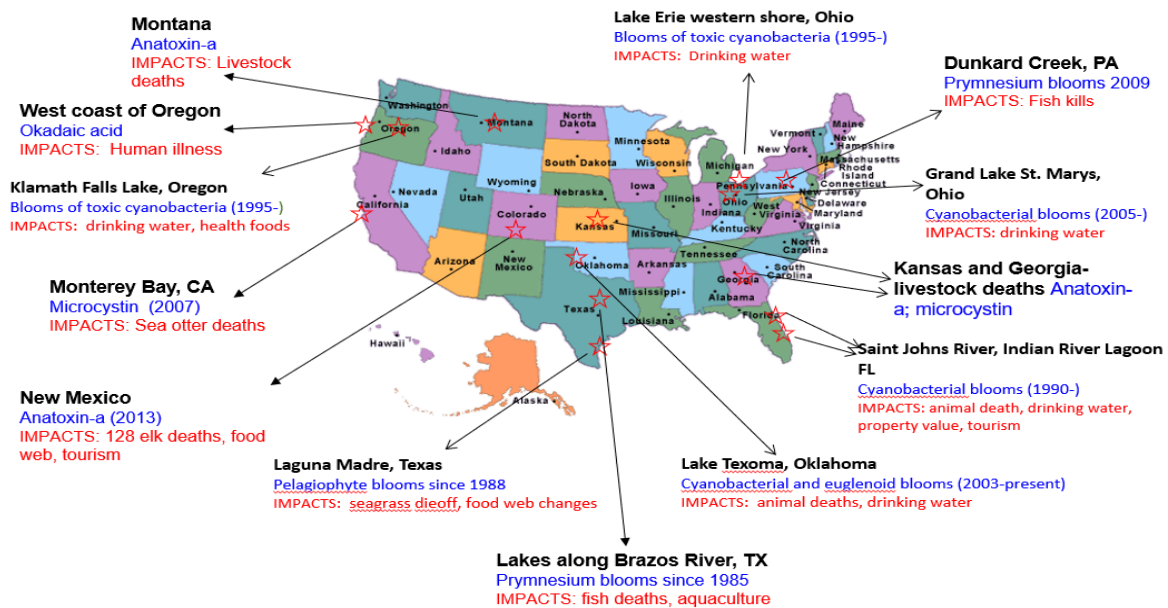 Montana
Anatoxin-a
IMPACTS: Livestock
deaths
West coast of Oregon
Okadaic acid
IMPACTS: Human illness
Klamath Falls Lake, Oregon
Blooms of toxic cyanobacteria (1995-)
IMPACTS: drinking water, health foods
Monterey Bay, CA
Microcystin (2007)
IMPACTS: Sea otter deaths
New Mexico
Anatoxin-a (2013)
IMPACTS: 128 elk deaths, food
web, tourism
Laguna Madre, Texas
Pelagiophyte blooms since 1988
IMPACTS: seagrass dieoff, food web changes
Lakes along Brazos River, TX
Prymnesium blooms since 1985
IMPACTS: fish deaths, aquaculture
Lake Texoma, Oklahoma
Cyanobacterial and euglenoid blooms (2003-present)
IMPACTS: animal deaths, drinking water
Lake Erie western shore, Ohio
Blooms of toxic cyanobacteria (1995-)
IMPACTS: Drinking water
Dunkard Creek, PA
Prymnesium blooms 2009
IMPACTS: Fish kills
Grand Lake St. Marys,
Ohio
Cyanobacterial blooms (2005-)
IMPACTS: drinking water
Kansas and Georgia-
livestock deaths Anatoxin-
a; microcystin
Saint Johns River, Indian River Lagoon
FL
Cyanobacterial blooms (1990-)
IMPACTS: animal death, drinking water,
property value, tourism
Washington
Oregon
Montana
Idaho
North
Dakota
South Dakota
Minnesota
Wisconsin
Michigan
Wyoming
Nevada
California
Utah
Colorado
Nebraska
Iowa
Illinois
Indiana
Ohio
Pennsylvania
New York
Vermont
Maine
New
Hampshire
Massachusetts
Rhode
Island
Connecticut
New Jersey
Delaware
Maryland
West
Virginia
Virginia
Kentucky
North
Carolina
South
Carolina
Tennessee
Georgia
Florida
Alabama
Mississippi
Louisiana
Arkansas
Missouri
Kansas
Oklahoma
Texas
New
Mexico
Arizona
Hawaii
Alaska